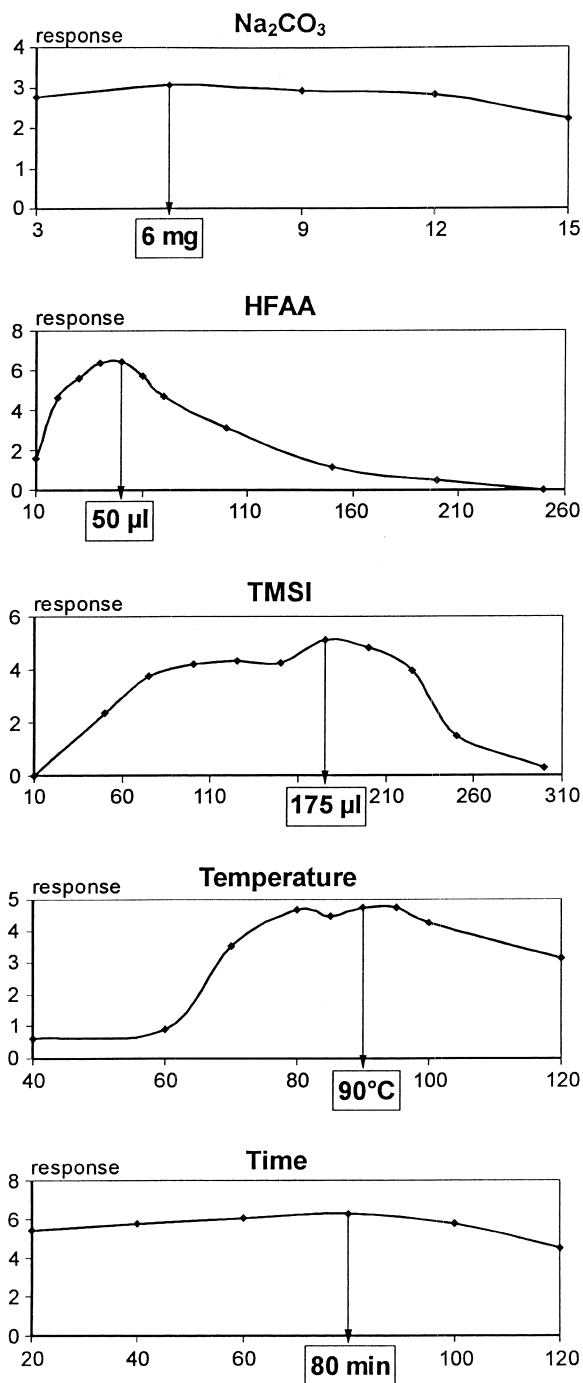 Na₂CO₃
response
4
3
2
1
0
3 6 mg 9 12 15
HFAA
response
8
6
4
2
0
10 50 µl 110 160 210 260
TMSI
response
6
4
2
0
10 60 110 175 µl 210 260 310
Temperature
response
5
4
3
2
1
0
40 60 80 90°C 100 120
Time
response
8
6
4
2
0
20 40 60 80 min 100 120